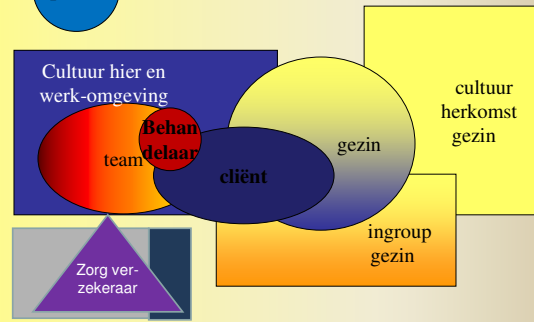 Cultuur hier en
werk-omgeving
Behan
delaar
team
cliënt
gezin
cultuur
herkomst
gezin
ingroup
gezin
Zorg ver-
zekeraar